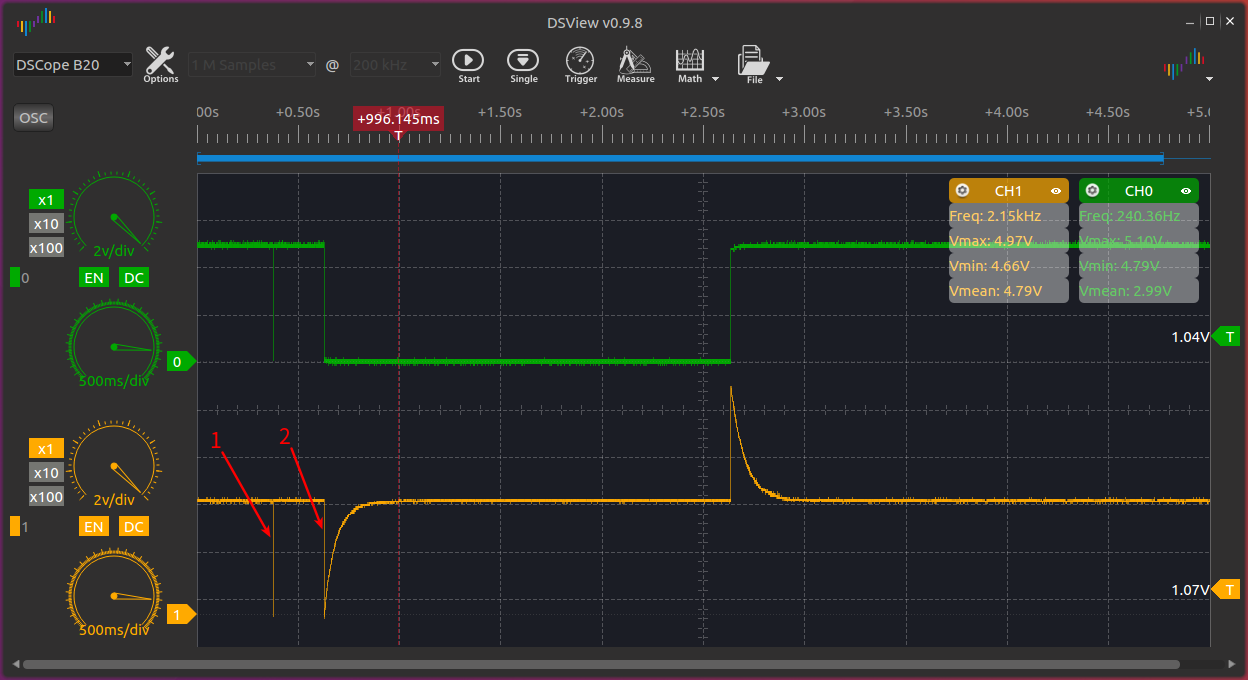 DSView v0.9.8
DSCope B20
Options
1 M Samples
@
200 kHz
Start
Single
Trigger
Measure
Math
File
OSC
00s +0.50s +1.00s +1.50s +2.00s +2.50s +3.00s +3.50s +4.00s +4.50s +5.0
+996.145ms
T
x1
x10
x100
2v/div
0
EN DC
500ms/div
0
CH1
Freq: 2.15kHz
Vmax: 4.97V
Vmin: 4.66V
Vmean: 4.79V
CH0
Freq: 240.36Hz
Vmax: 5.10V
Vmin: 4.79V
Vmean: 2.99V
1.04V T
1 2
x1
x10
x100
2v/div
1
EN DC
500ms/div
1
1.07V T